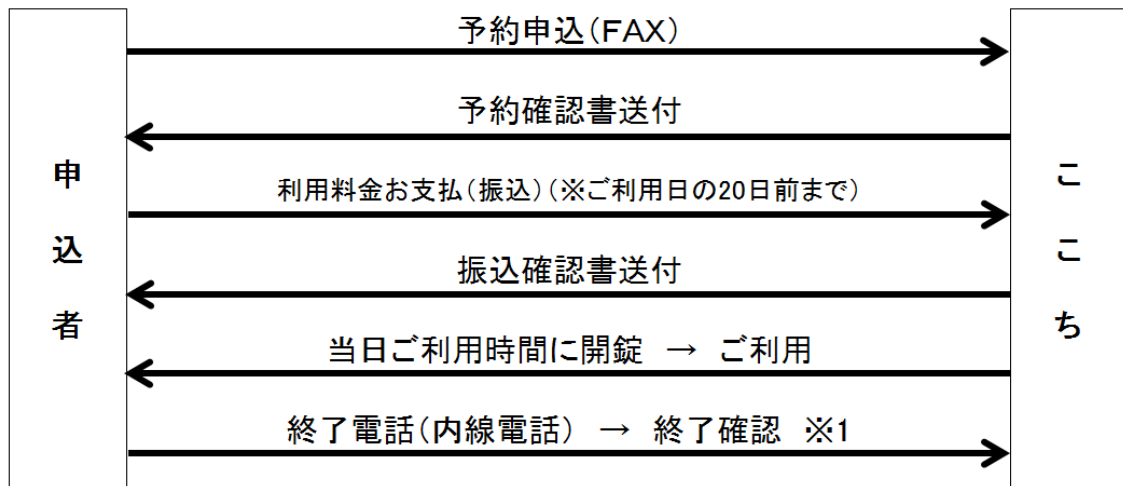 予約申込(FAX)
予約確認書送付
利用料金お支払(振込)(※ご利用日の20日前まで)
振込確認書送付
当日ご利用時間に開錠 → ご利用
終了電話(内線電話) → 終了確認 ※1
申込者
ここち